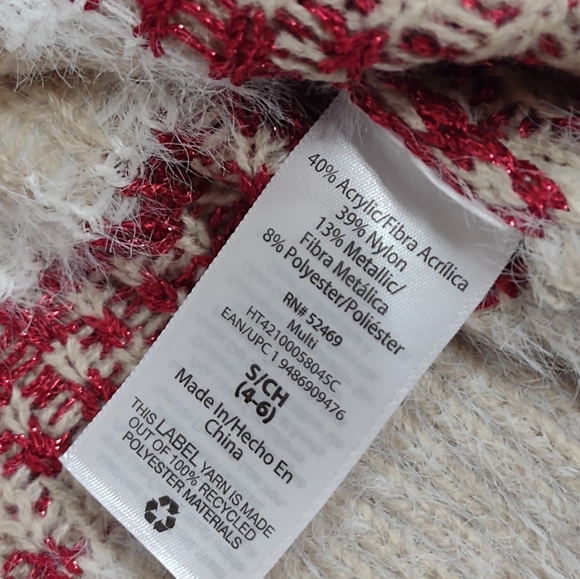 40% Acrylic/Fibra Acrílica
39% Nylon
13% Metallic/
Fibra Metálica
8% Polyester/Poliéster
RN# 52469
Multi
HT42100058045C
EAN/UPC 1 9486909476
S/CH
(4-6)
Made In/Hecho En
China
THIS LABEL YARN IS MADE
OUT OF 100% RECYCLED
POLYESTER MATERIALS